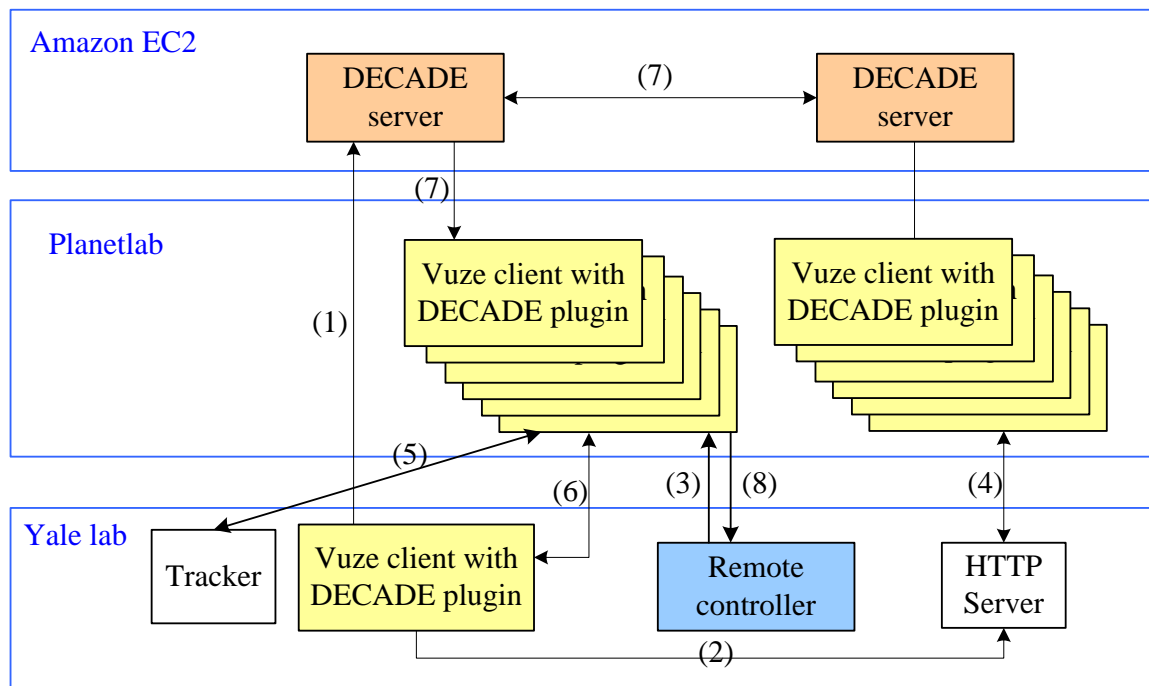 Amazon EC2
DECADE
server
(7)
DECADE
server
(7)
Planetlab
Vuze client with
DECADE plugin
Vuze client with
DECADE plugin
(1)
(5)
(6)
(3)
(8)
(4)
Yale lab
Tracker
Vuze client with
DECADE plugin
Remote
controller
HTTP
Server
(2)